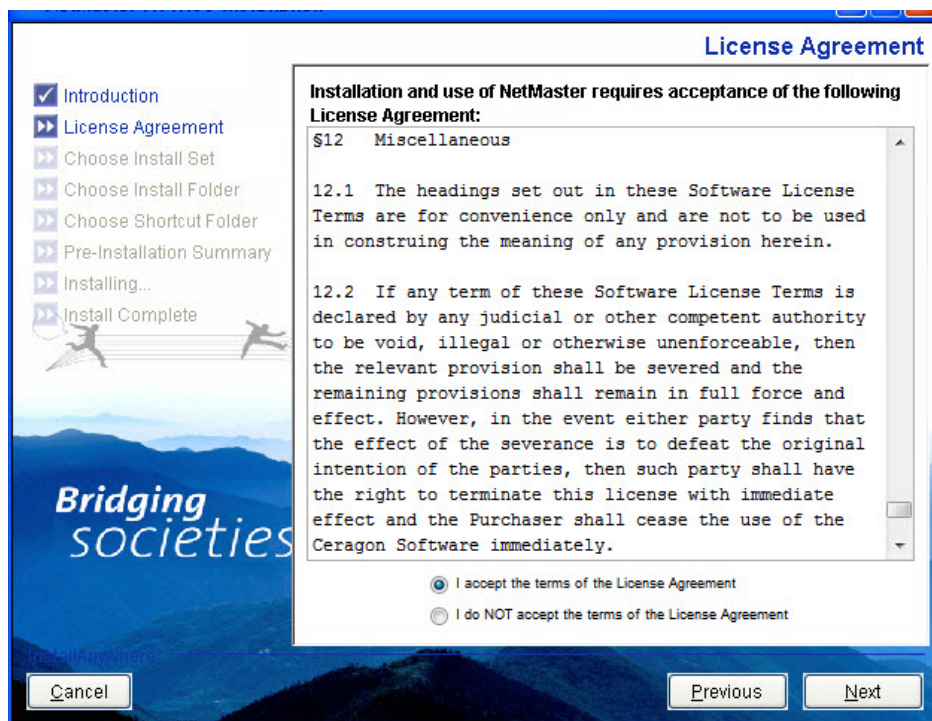 License Agreement
Introduction
License Agreement
Choose Install Set
Choose Install Folder
Choose Shortcut Folder
Pre-Installation Summary
Installing...
Install Complete
Bridging
societies
Installation and use of NetMaster requires acceptance of the following
License Agreement:
§12 Miscellaneous
12.1 The headings set out in these Software License
Terms are for convenience only and are not to be used
in construing the meaning of any provision herein.
12.2 If any term of these Software License Terms is
declared by any judicial or other competent authority
to be void, illegal or otherwise unenforceable, then
the relevant provision shall be severed and the
remaining provisions shall remain in full force and
effect. However, in the event either party finds that
the effect of the severance is to defeat the original
intention of the parties, then such party shall have
the right to terminate this license with immediate
effect and the Purchaser shall cease the use of the
Ceragon Software immediately.
I accept the terms of the License Agreement
I do NOT accept the terms of the License Agreement
InstallAnywhere
Cancel
Previous
Next